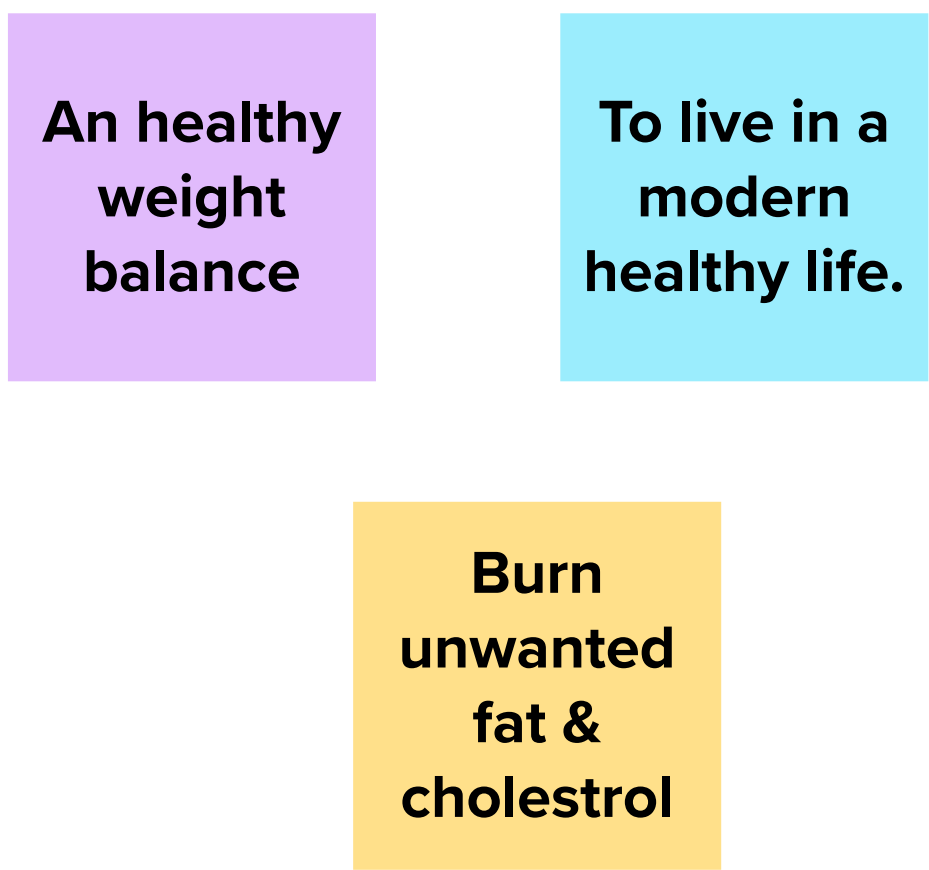 An healthy
weight
balance
To live in a
modern
healthy life.
Burn
unwanted
fat &
cholestrol